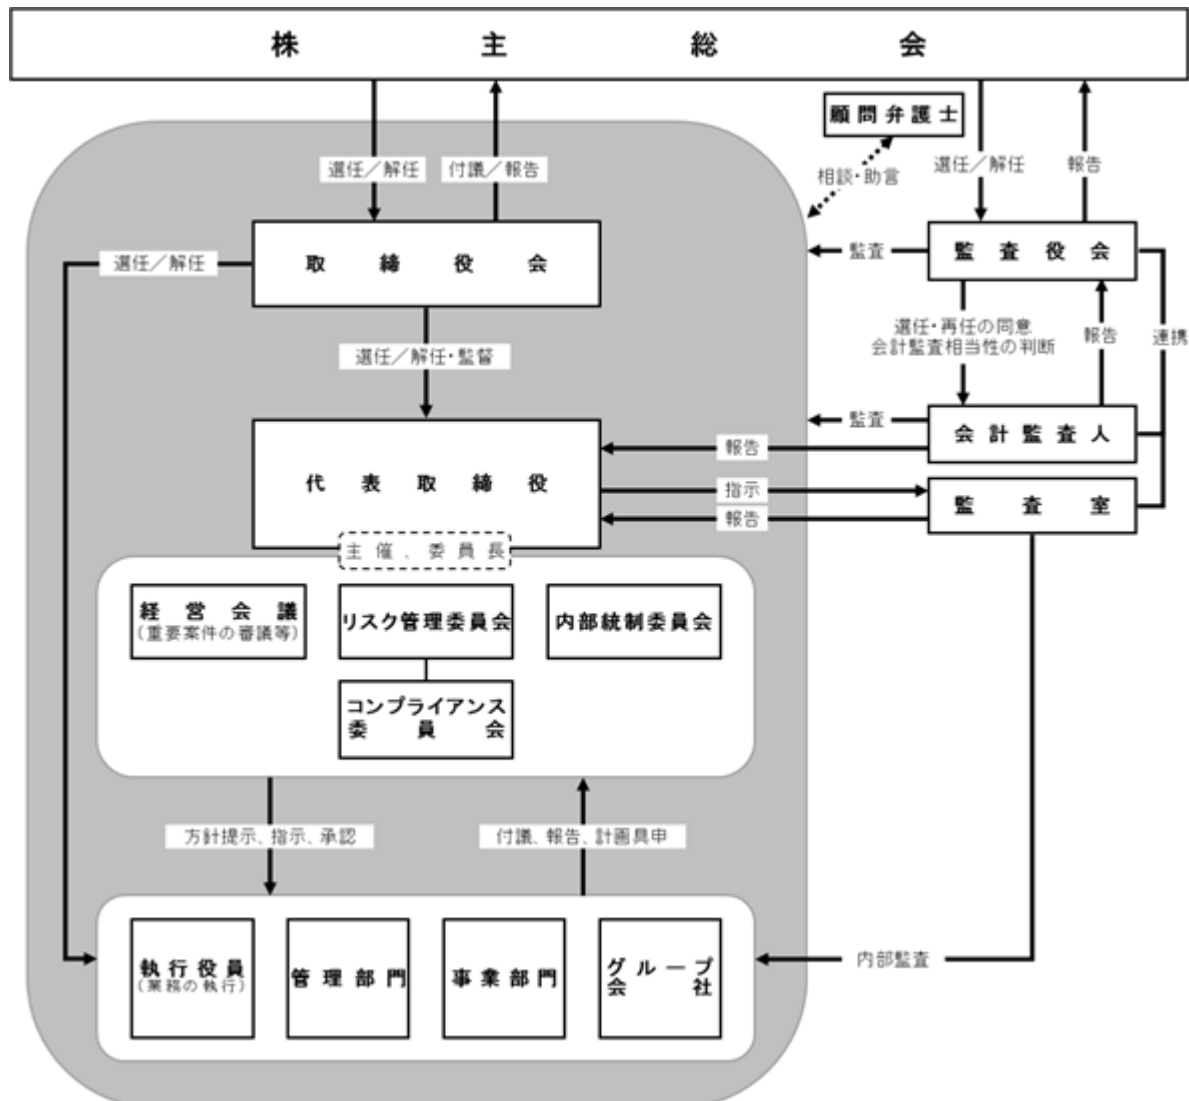 株主総会
顧問弁護士
選任／解任
付議／報告
相談・助言
選任／解任
報告
選任／解任
取締役会
監査
監査役会
選任・再任の同意
会計監査相当性の判断
報告
連携
選任／解任・監督
監査
会計監査人
報告
代表取締役
指示
監査室
報告
主催、委員長
経営会議
(重要案件の審議等)
リスク管理委員会
内部統制委員会
コンプライアンス
委員会
方針提示、指示、承認
付議、報告、計画具申
執行役員
(業務の執行)
管理部門
事業部門
グループ
会社
内部監査